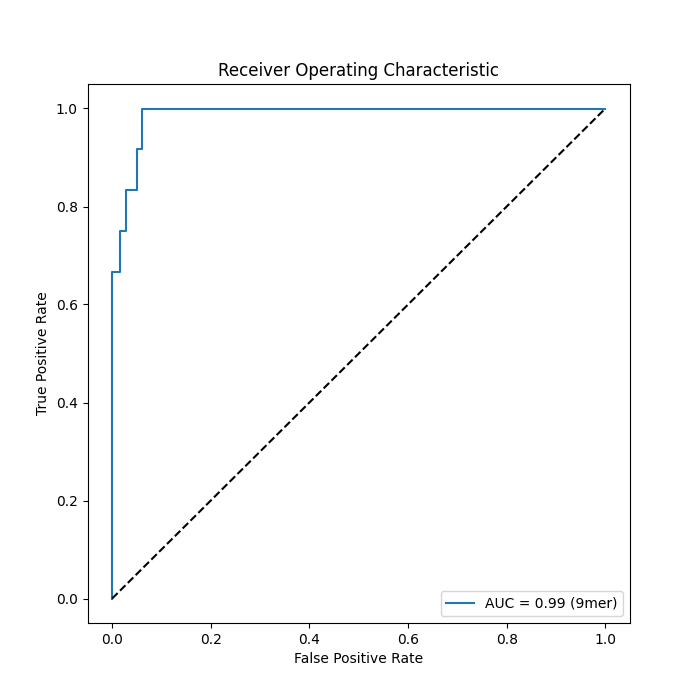 Receiver Operating Characteristic
1.0
0.8
0.6
0.4
0.2
0.0
True Positive Rate
0.0 0.2 0.4 0.6 0.8 1.0
False Positive Rate
AUC = 0.99 (9mer)